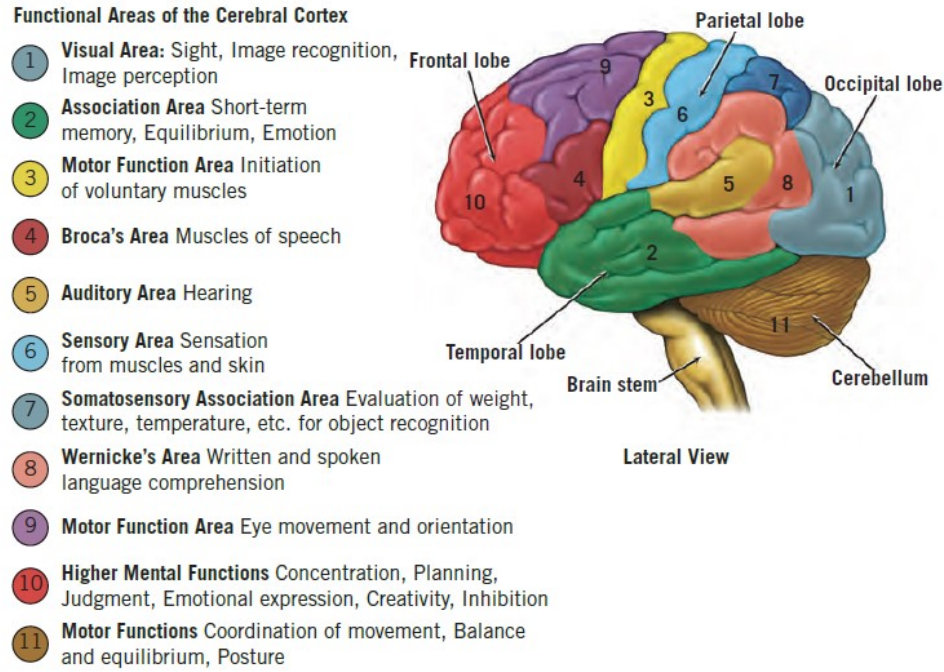 Functional Areas of the Cerebral Cortex
1
Visual Area: Sight, Image recognition,
Image perception
2
Association Area Short-term
memory, Equilibrium, Emotion
3
Motor Function Area Initiation
of voluntary muscles
4
Broca's Area Muscles of speech
5
Auditory Area Hearing
6
Sensory Area Sensation
from muscles and skin
7
Somatosensory Association Area Evaluation of weight,
texture, temperature, etc. for object recognition
8
Wernicke's Area Written and spoken
language comprehension
9
Motor Function Area Eye movement and orientation
10
Higher Mental Functions Concentration, Planning,
Judgment, Emotional expression, Creativity, Inhibition
11
Motor Functions Coordination of movement, Balance
and equilibrium, Posture
Parietal lobe
Frontal lobe
Occipital lobe
9
7
3
6
4
5
8
10
1
2
11
Temporal lobe
Brain stem
Cerebellum
Lateral View